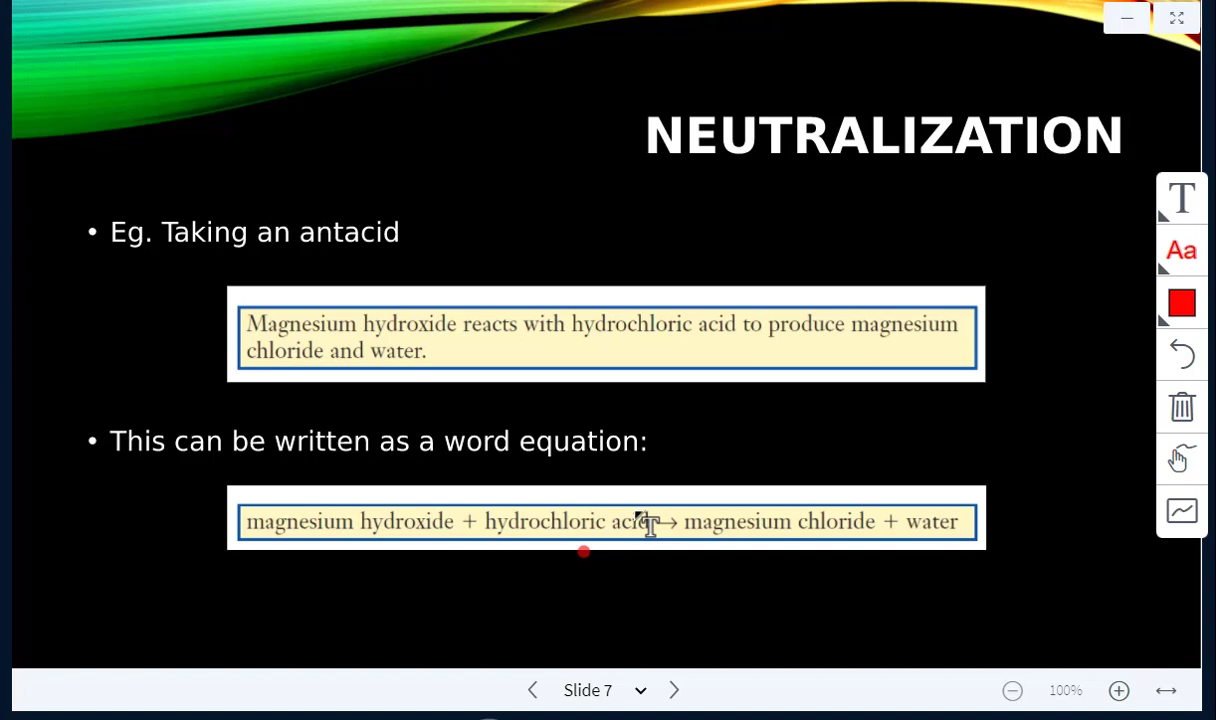 NEUTRALIZATION
• Eg. Taking an antacid
Magnesium hydroxide reacts with hydrochloric acid to produce magnesium
chloride and water.
• This can be written as a word equation:
magnesium hydroxide + hydrochloric acid → magnesium chloride + water
T
Aa
Slide 7
100%